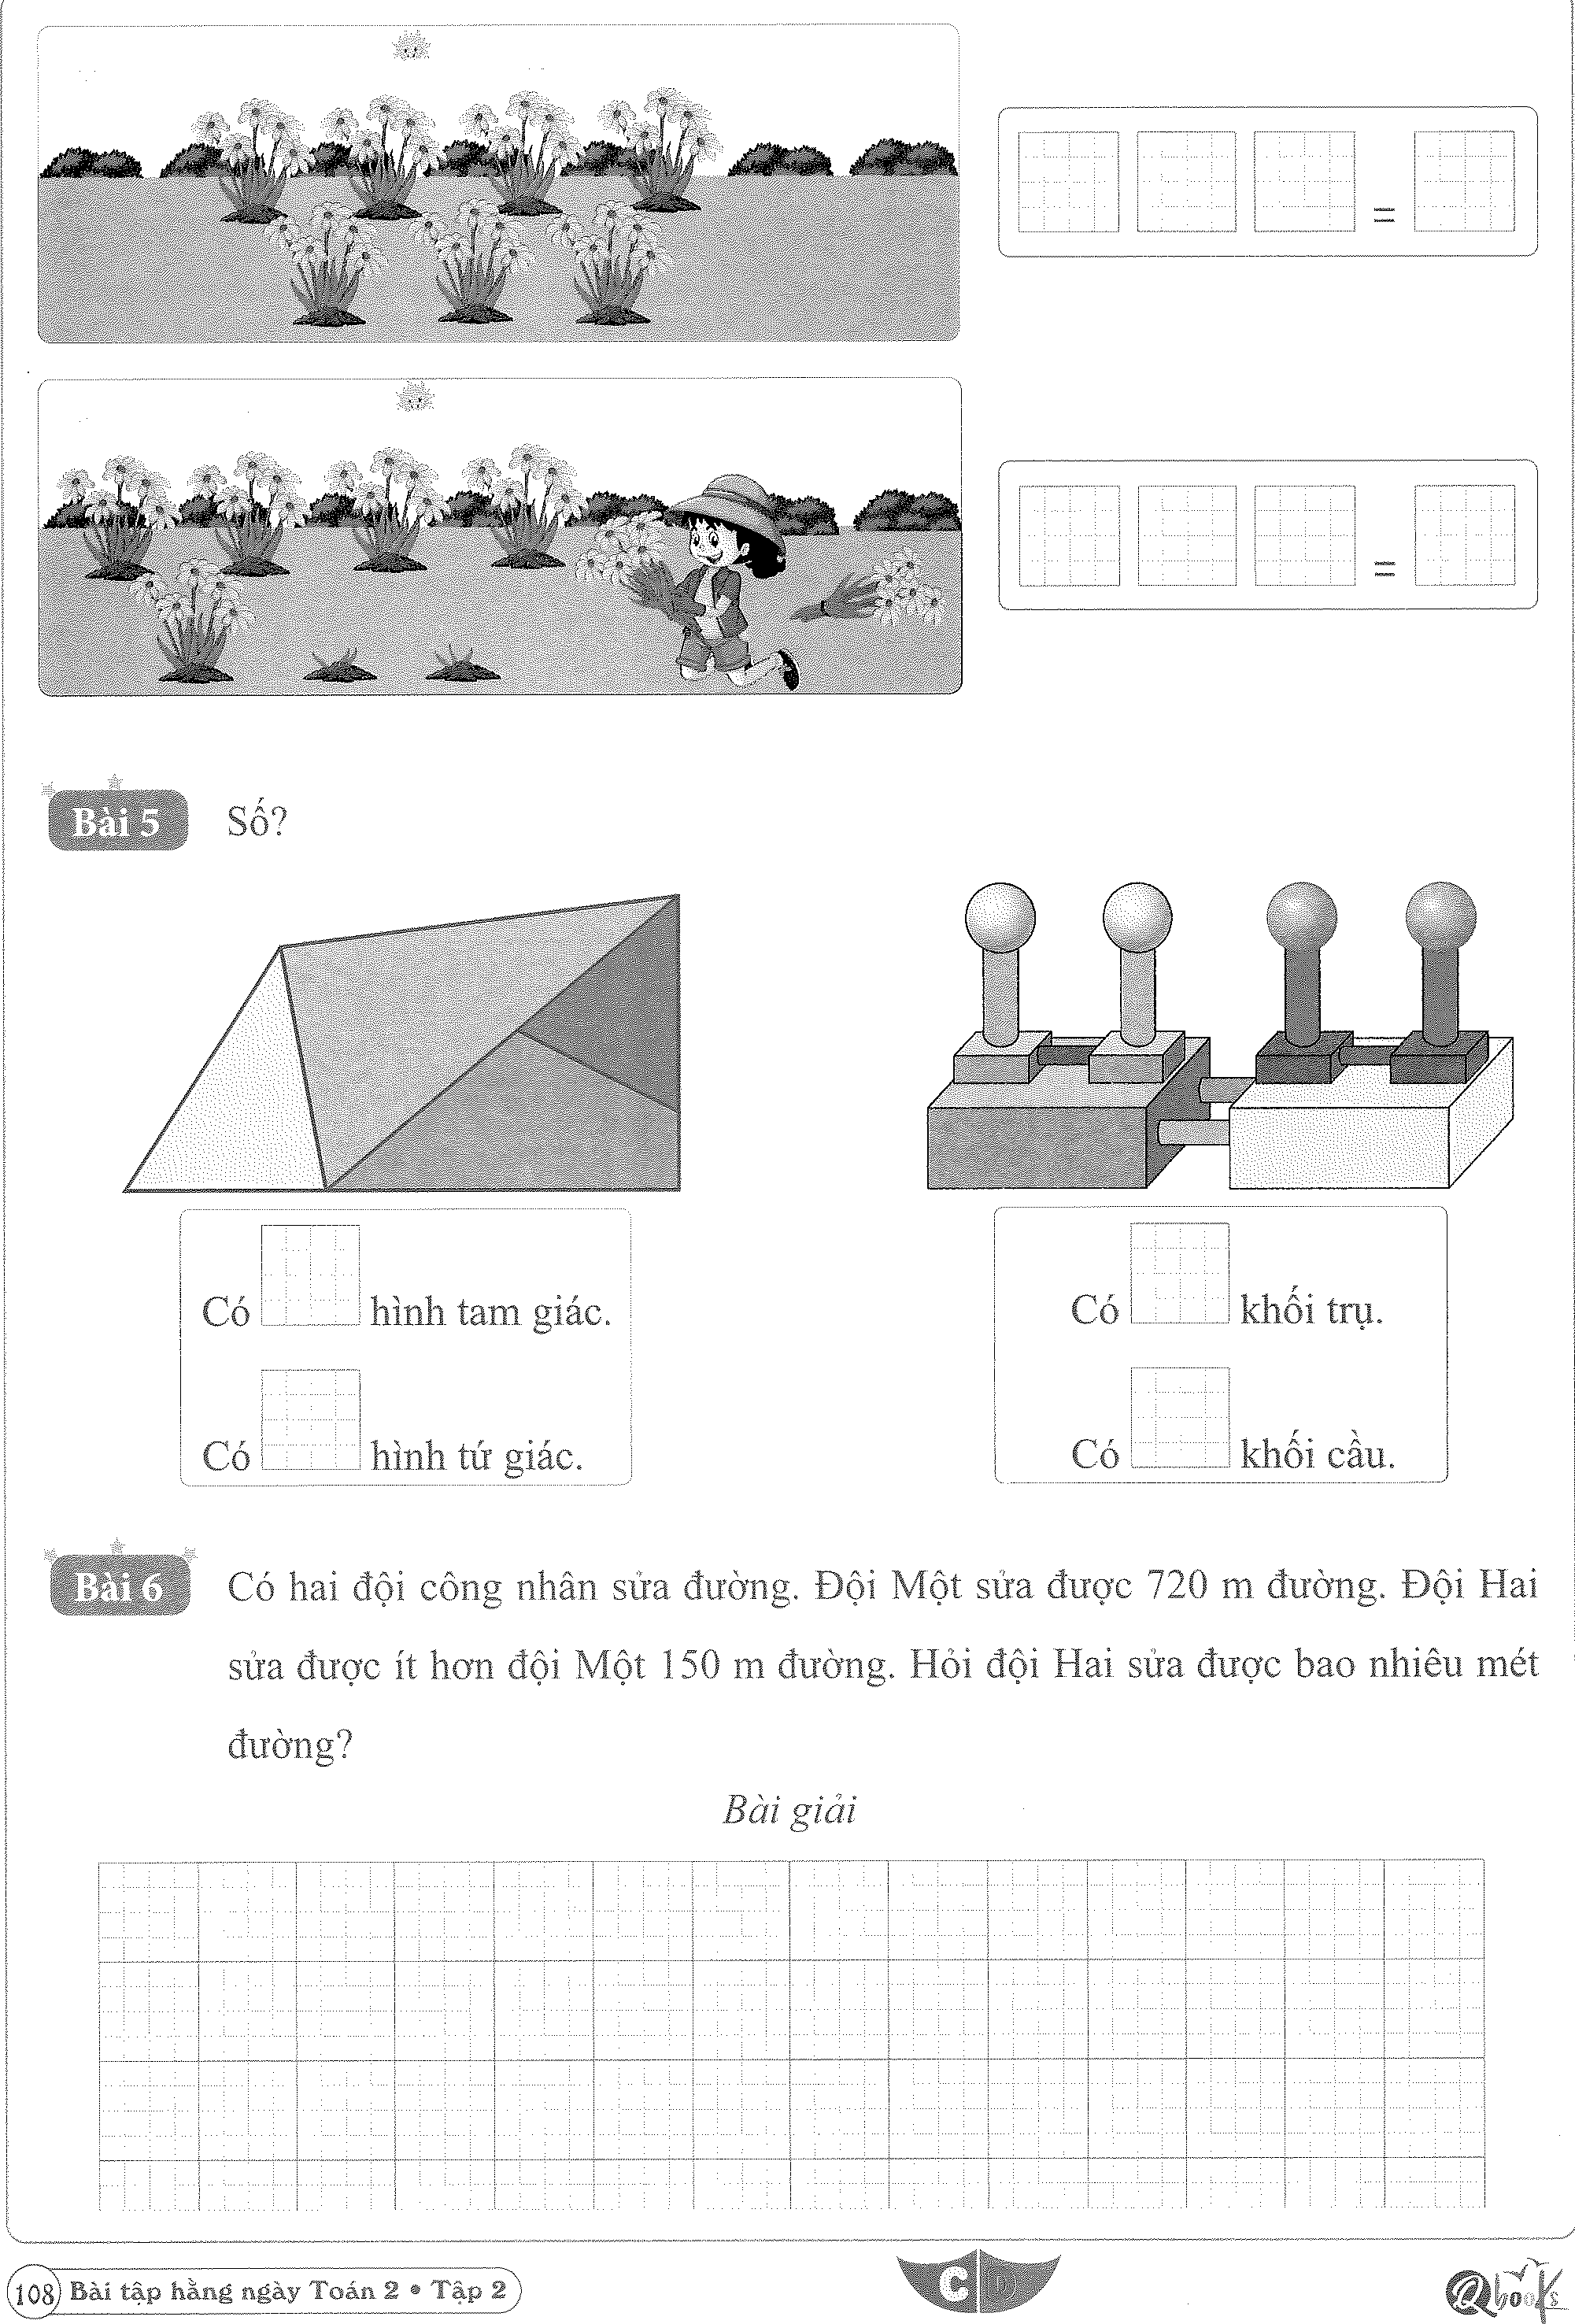 =
=
Bài 5 Số?
Có hình tam giác.
Có hình tứ giác.
Có khối trụ.
Có khối cầu.
Bài 6 Có hai đội công nhân sửa đường. Đội Một sửa được 720 m đường. Đội Hai
sửa được ít hơn đội Một 150 m đường. Hỏi đội Hai sửa được bao nhiêu mét
đường?
Bài giải
108 Bài tập hằng ngày Toán 2 • Tập 2
C D
Qbooks